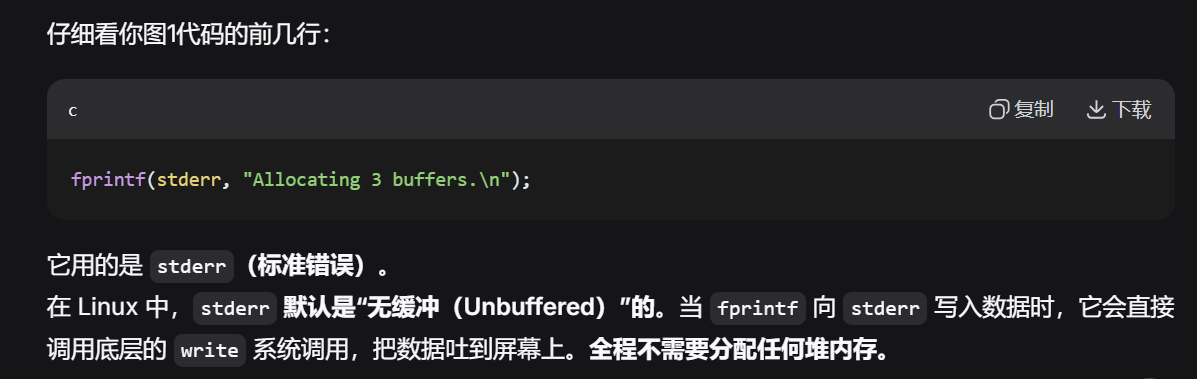 仔细看你图1代码的前几行：
c
复制
下载
fprintf(stderr, "Allocating 3 buffers.\n");
它用的是 stderr（标准错误）。
在 Linux 中，stderr 默认是“无缓冲（Unbuffered）”的。当 fprintf 向 stderr 写入数据时，它会直接
调用底层的 write 系统调用，把数据吐到屏幕上。全程不需要分配任何堆内存。